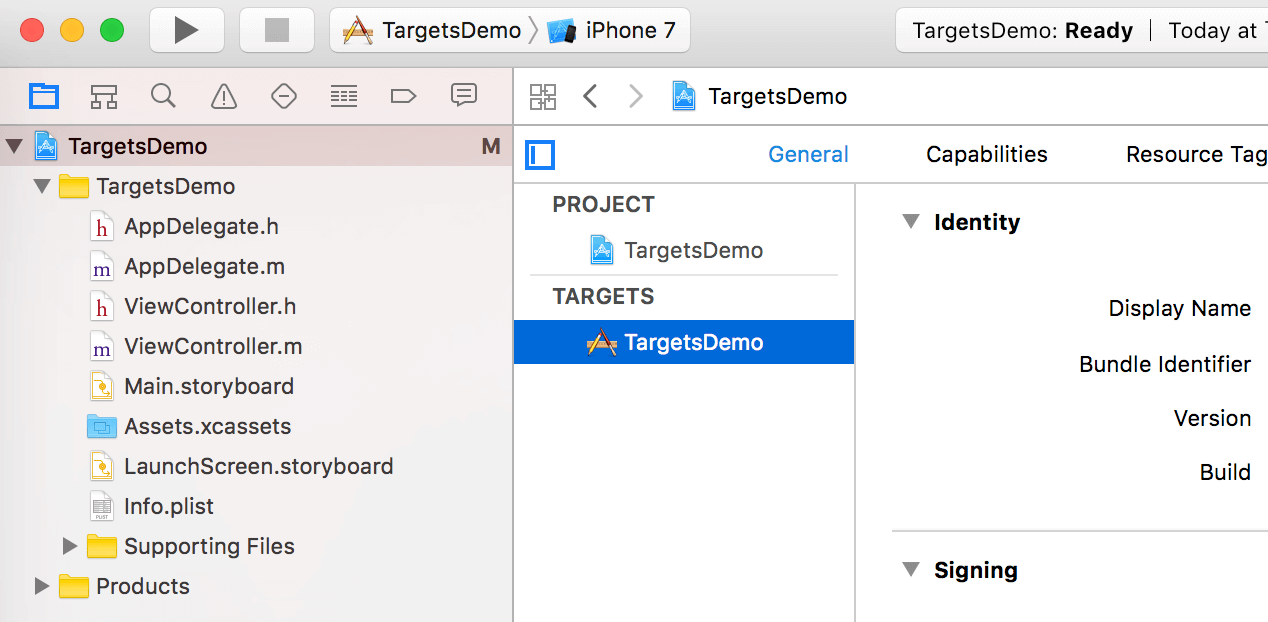 TargetsDemo
iPhone 7
TargetsDemo: Ready
Today at
TargetsDemo
TargetsDemo
M
TargetsDemo
h AppDelegate.h
m AppDelegate.m
h ViewController.h
m ViewController.m
Main.storyboard
Assets.xcassets
LaunchScreen.storyboard
PLIST Info.plist
Supporting Files
Products
General
Capabilities
Resource Tag
PROJECT
TargetsDemo
TARGETS
TargetsDemo
Identity
Display Name
Bundle Identifier
Version
Build
Signing